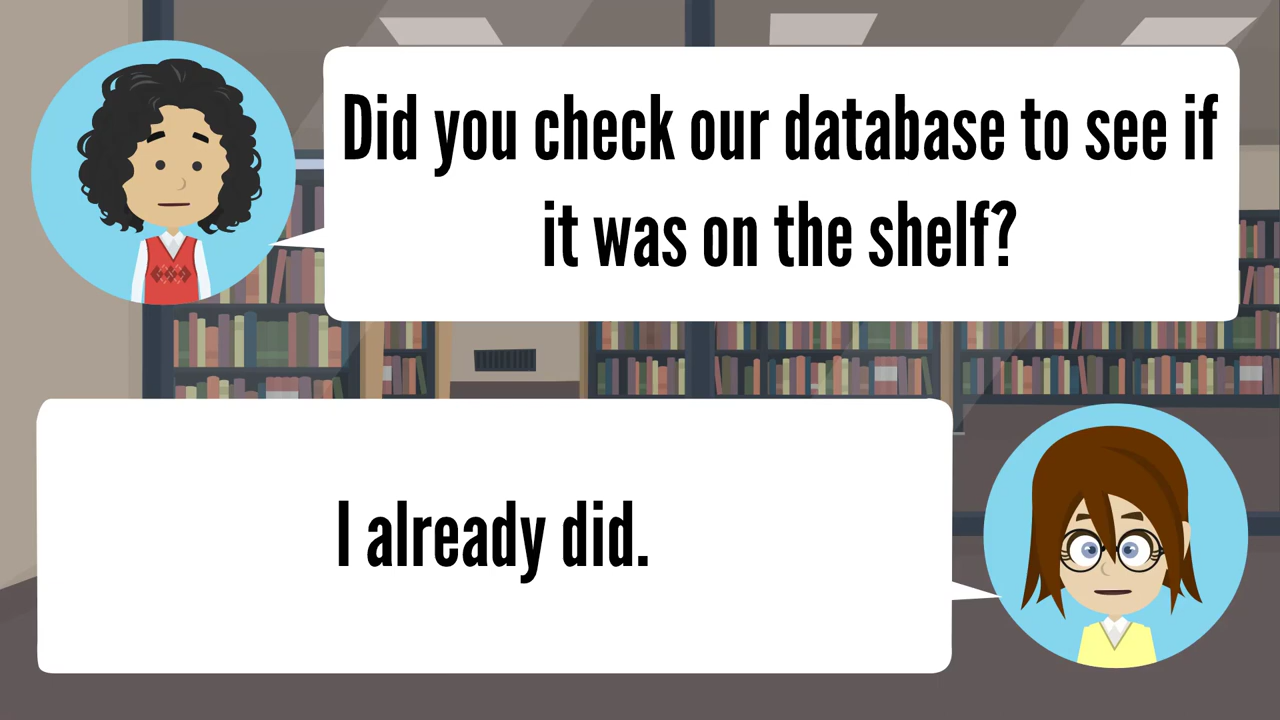 Did you check our database to see if
it was on the shelf?
I already did.